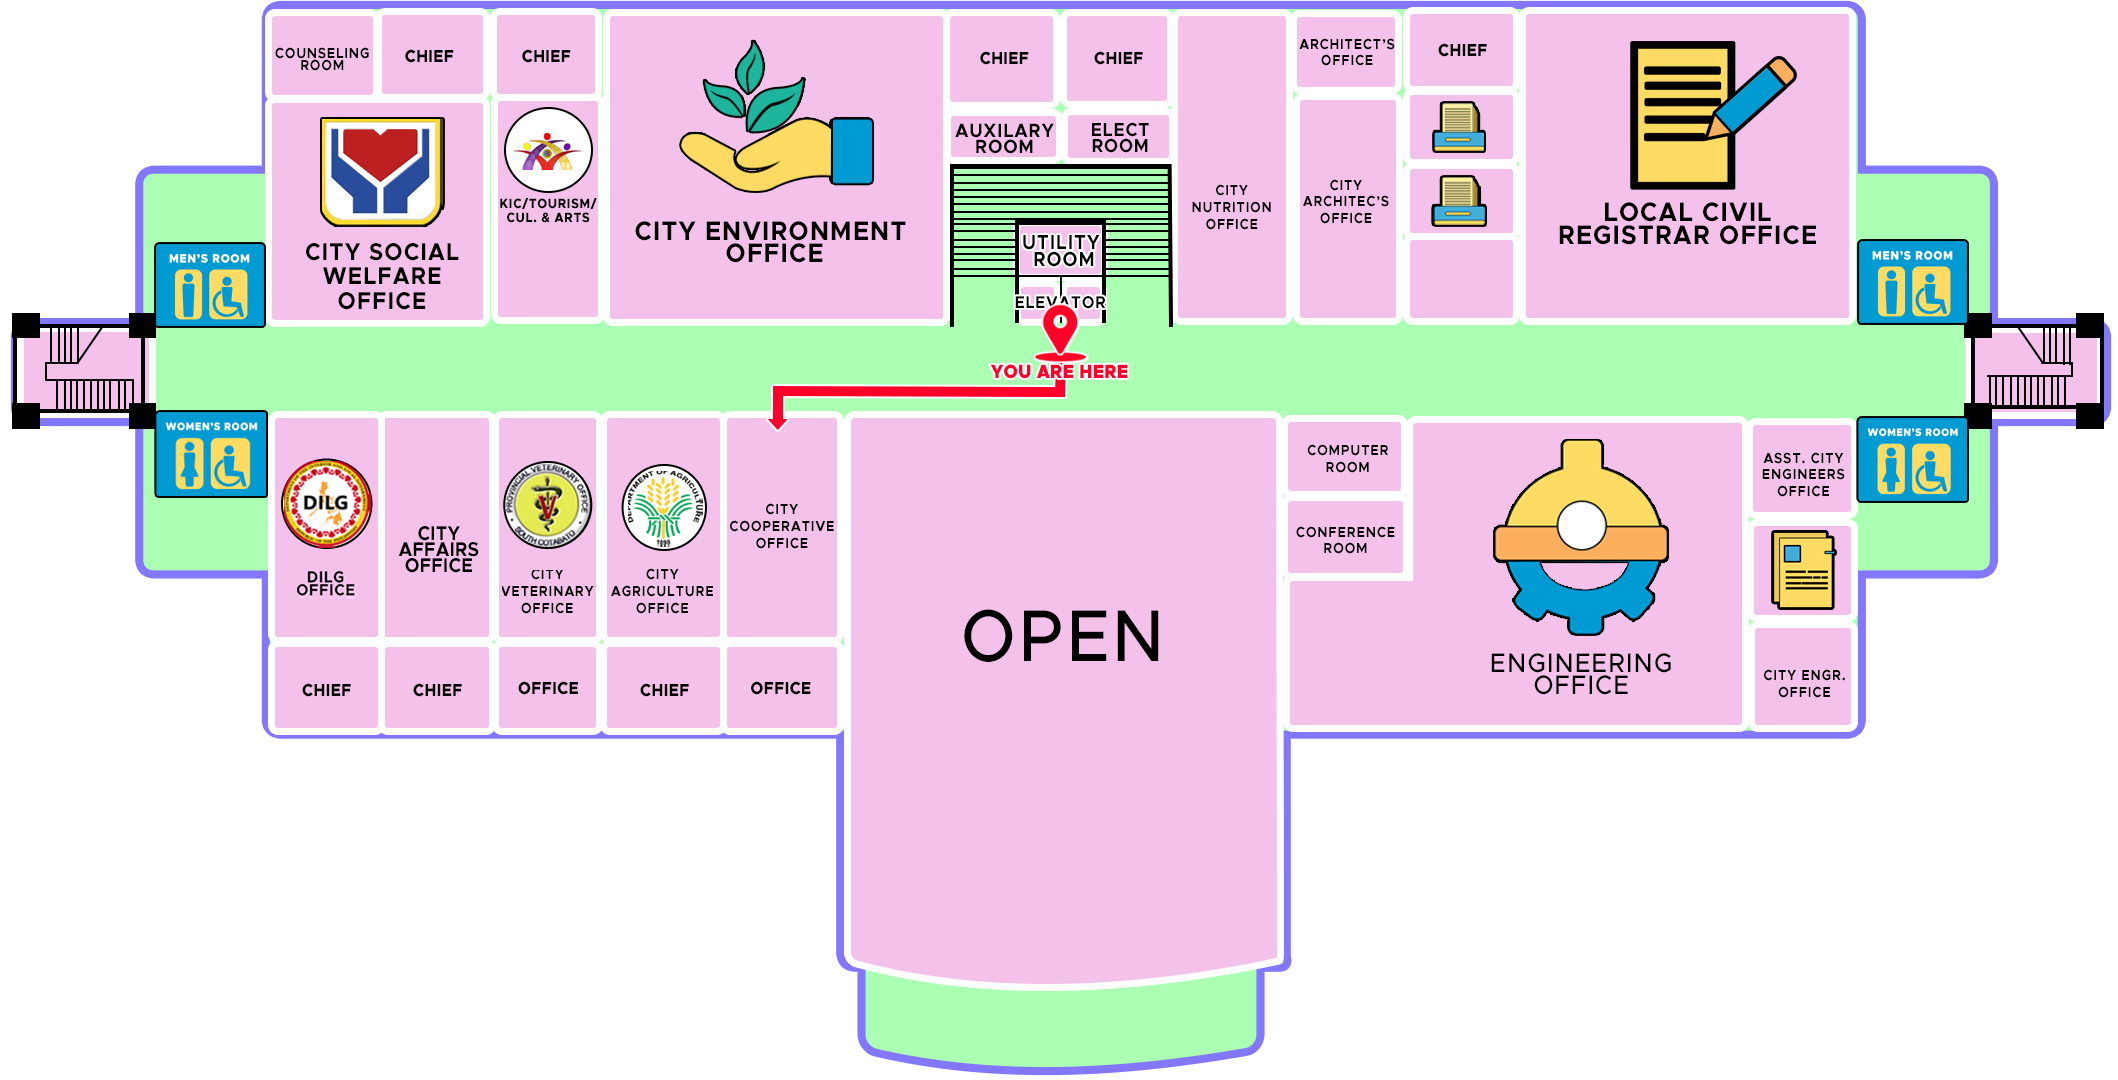 COUNSELING
ROOM
CHIEF
CHIEF
CHIEF
CHIEF
ARCHITECT'S
OFFICE
CHIEF
AUXILARY
ROOM
ELECT
ROOM
CITY SOCIAL
WELFARE
OFFICE
KIC/TOURISM/
CUL. & ARTS
CITY ENVIRONMENT
OFFICE
UTILITY
ROOM
ELEVATOR
CITY
NUTRITION
OFFICE
CITY
ARCHITEC'S
OFFICE
LOCAL CIVIL
REGISTRAR OFFICE
MEN'S ROOM
MEN'S ROOM
YOU ARE HERE
WOMEN'S ROOM
WOMEN'S ROOM
DILG
DILG
OFFICE
CITY
AFFAIRS
OFFICE
PROVINCIAL VETERINARY OFFICE
V
SOUTH COTABATO
CITY
VETERINARY
OFFICE
DEPARTMENT OF AGRICULTURE
CITY
AGRICULTURE
OFFICE
CITY
COOPERATIVE
OFFICE
OPEN
COMPUTER
ROOM
CONFERENCE
ROOM
ENGINEERING
OFFICE
ASST. CITY
ENGINEERS
OFFICE
CITY ENGR.
OFFICE
CHIEF
CHIEF
OFFICE
CHIEF
OFFICE